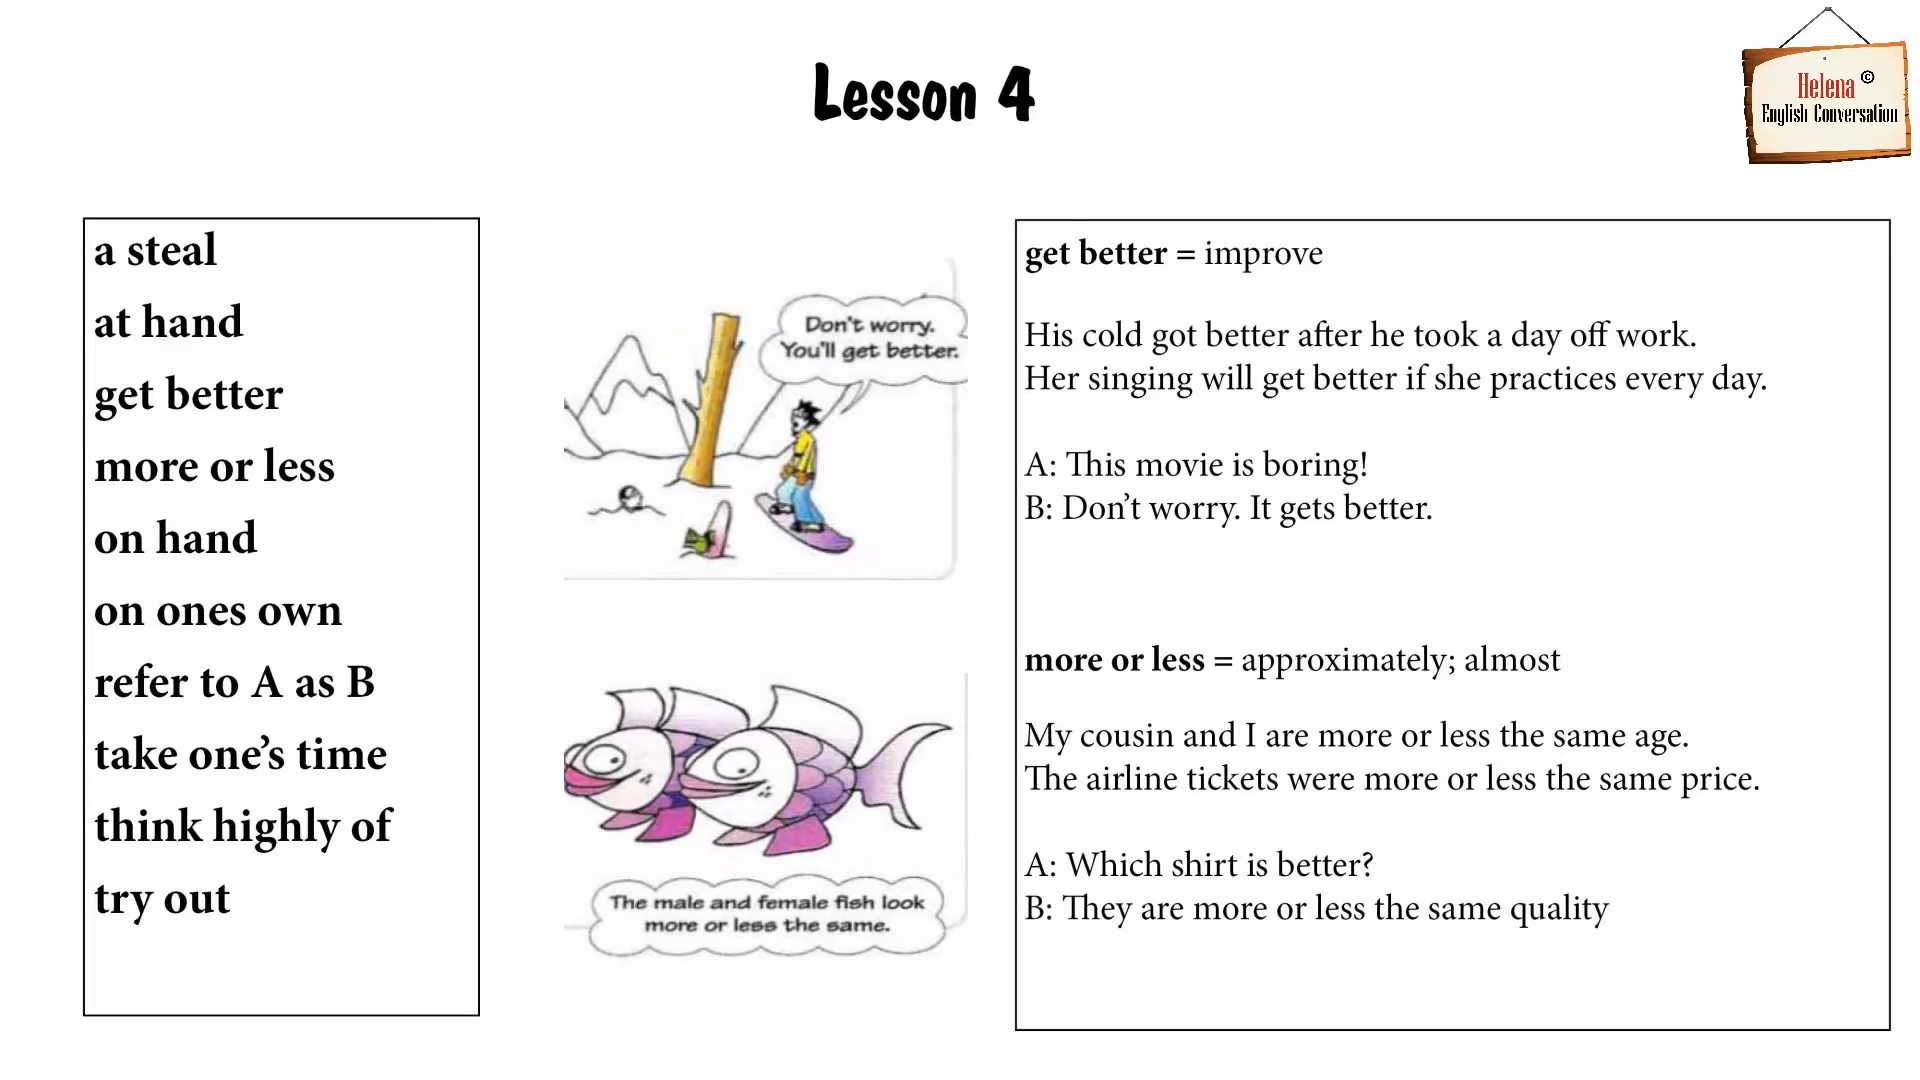 Lesson 4
Helena ©
English Conversation
a steal
at hand
get better
more or less
on hand
on ones own
refer to A as B
take one’s time
think highly of
try out
Don't worry.
You'll get better.
The male and female fish look
more or less the same.
get better = improve
His cold got better after he took a day off work.
Her singing will get better if she practices every day.
A: This movie is boring!
B: Don’t worry. It gets better.
more or less = approximately; almost
My cousin and I are more or less the same age.
The airline tickets were more or less the same price.
A: Which shirt is better?
B: They are more or less the same quality